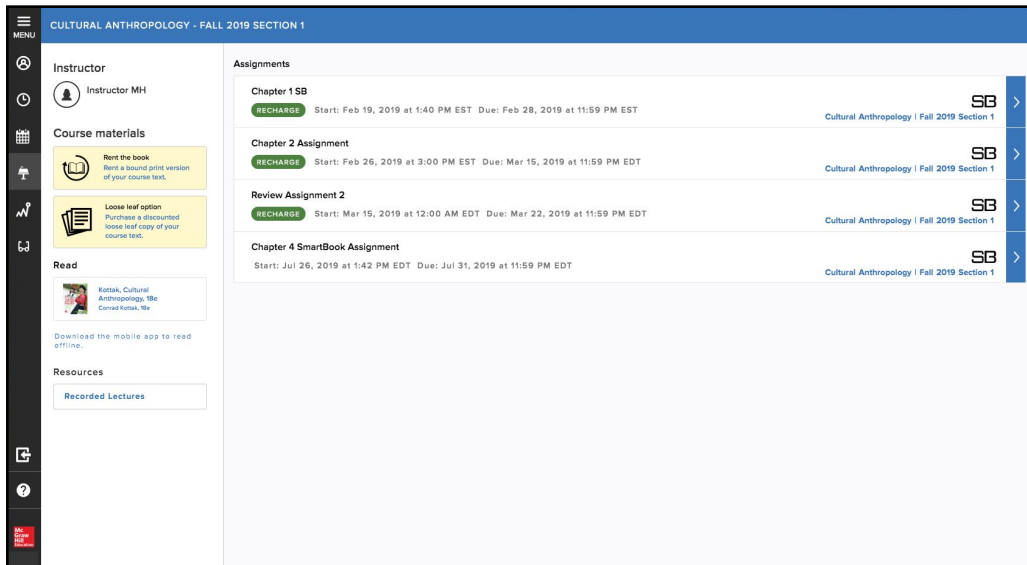 MENU
CULTURAL ANTHROPOLOGY - FALL 2019 SECTION 1
Instructor
Instructor MH
Course materials
Rent the book
Rent a bound print version
of your course text.
Loose leaf option
Purchase a discounted
loose leaf copy of your
course text.
Read
Kottak, Cultural
Anthropology, 18e
Conrad Kottak, 18e
Download the mobile app to read
offline.
Resources
Recorded Lectures
Assignments
Chapter 1 SB
RECHARGE Start: Feb 19, 2019 at 1:40 PM EST Due: Feb 28, 2019 at 11:59 PM EST
SB
Cultural Anthropology | Fall 2019 Section 1
Chapter 2 Assignment
RECHARGE Start: Feb 26, 2019 at 3:00 PM EST Due: Mar 15, 2019 at 11:59 PM EDT
SB
Cultural Anthropology | Fall 2019 Section 1
Review Assignment 2
RECHARGE Start: Mar 15, 2019 at 12:00 AM EDT Due: Mar 22, 2019 at 11:59 PM EDT
SB
Cultural Anthropology | Fall 2019 Section 1
Chapter 4 SmartBook Assignment
Start: Jul 26, 2019 at 1:42 PM EDT Due: Jul 31, 2019 at 11:59 PM EDT
SB
Cultural Anthropology | Fall 2019 Section 1
?
Mc
Graw
Hill
Education